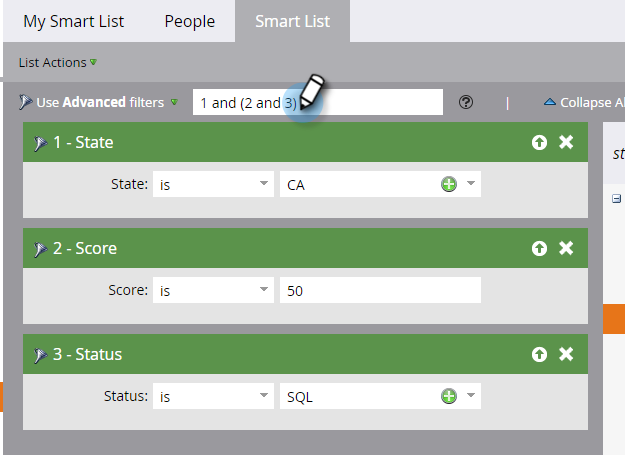 My Smart List People Smart List
List Actions
Use Advanced filters 1 and (2 and 3) ? | Collapse Al
1 - State
State: is CA
2 - Score
Score: is 50
3 - Status
Status: is SQL
st